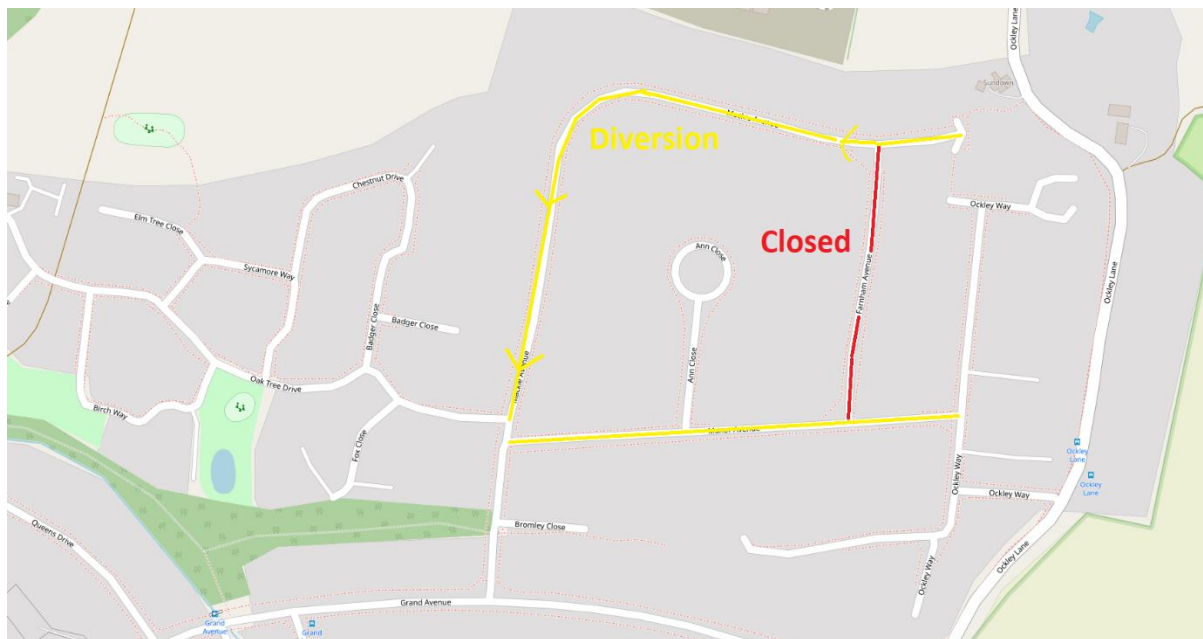 Ockley Lane
Sundown
Diversion
Chestnut Drive
Ockley Way
Elm Tree Close
Closed
Ann Close
Sycamore Way
Farnham Avenue
Ockley Lane
Badger Close
Badger Close
Ann Close
Oak Tree Drive
Birch Way
Fox Close
Ockley
Lane
Ockley Way
Ockley
Lane
Ockley Way
Queens Drive
Bromley Close
Ockley Lane
Ockley Way
Grand Avenue
Grand
Avenue
Grand